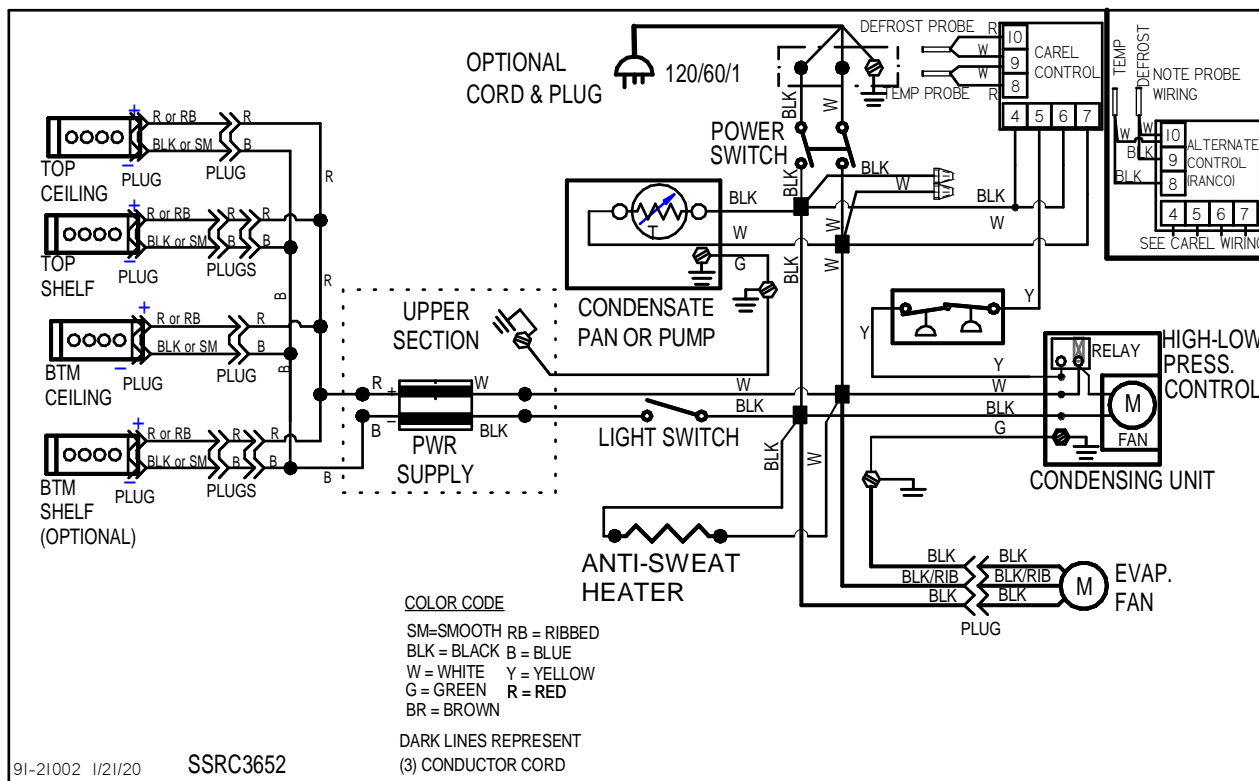 OPTIONAL
CORD & PLUG
120/60/1
DEFROST PROBE
R
W
W
TEMP PROBE
R
10
9
8
CAREL
CONTROL
4 5 6 7
TEMP
DEFROST
NOTE PROBE
WIRING
W
W
BLK
BLK
10
9
8
ALTERNATE
CONTROL
(RANCO)
4 5 6 7
SEE CAREL WIRING
BLK
W
POWER
SWITCH
BLK
BLK
W
BLK
W
BLK
W
T
BLK
W
G
W
BLK
W
CONDENSATE
PAN OR PUMP
+
R or RB
R
BLK or SM
B
–
TOP
CEILING
PLUG
PLUG
R
+
R or RB
R
R
BLK or SM
B
B
–
TOP
SHELF
PLUG
PLUGS
B
R
+
R or RB
R
BLK or SM
B
–
BTM
CEILING
PLUG
PLUG
B
+
R or RB
R
R
BLK or SM
B
B
–
BTM
SHELF
(OPTIONAL)
PLUG
PLUGS
B
UPPER
SECTION
R
+
W
B
–
BLK
PWR
SUPPLY
W
BLK
LIGHT SWITCH
BLK
W
ANTI-SWEAT
HEATER
Y
Y
Y
W
BLK
G
M
RELAY
M
FAN
HIGH-LOW
PRESS.
CONTROL
CONDENSING UNIT
BLK
BLK
BLK/RIB
BLK/RIB
BLK
BLK
PLUG
M
EVAP.
FAN
COLOR CODE
SM=SMOOTH RB = RIBBED
BLK = BLACK B = BLUE
W = WHITE Y = YELLOW
G = GREEN R = RED
BR = BROWN
DARK LINES REPRESENT
(3) CONDUCTOR CORD
91-21002 1/21/20
SSRC3652